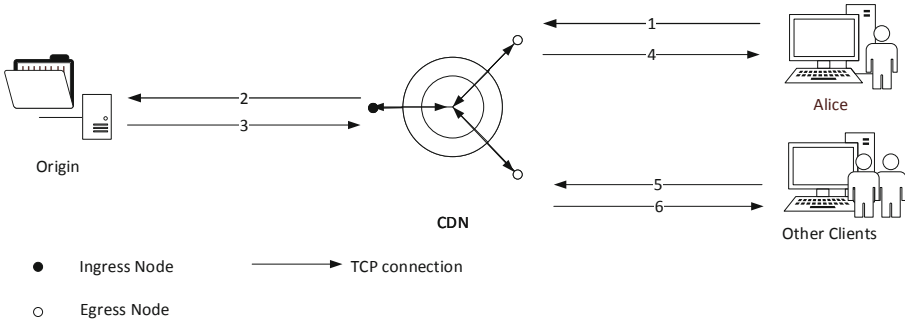 1
4
Alice
2
3
Origin
5
6
CDN
Other Clients
Ingress Node
TCP connection
Egress Node